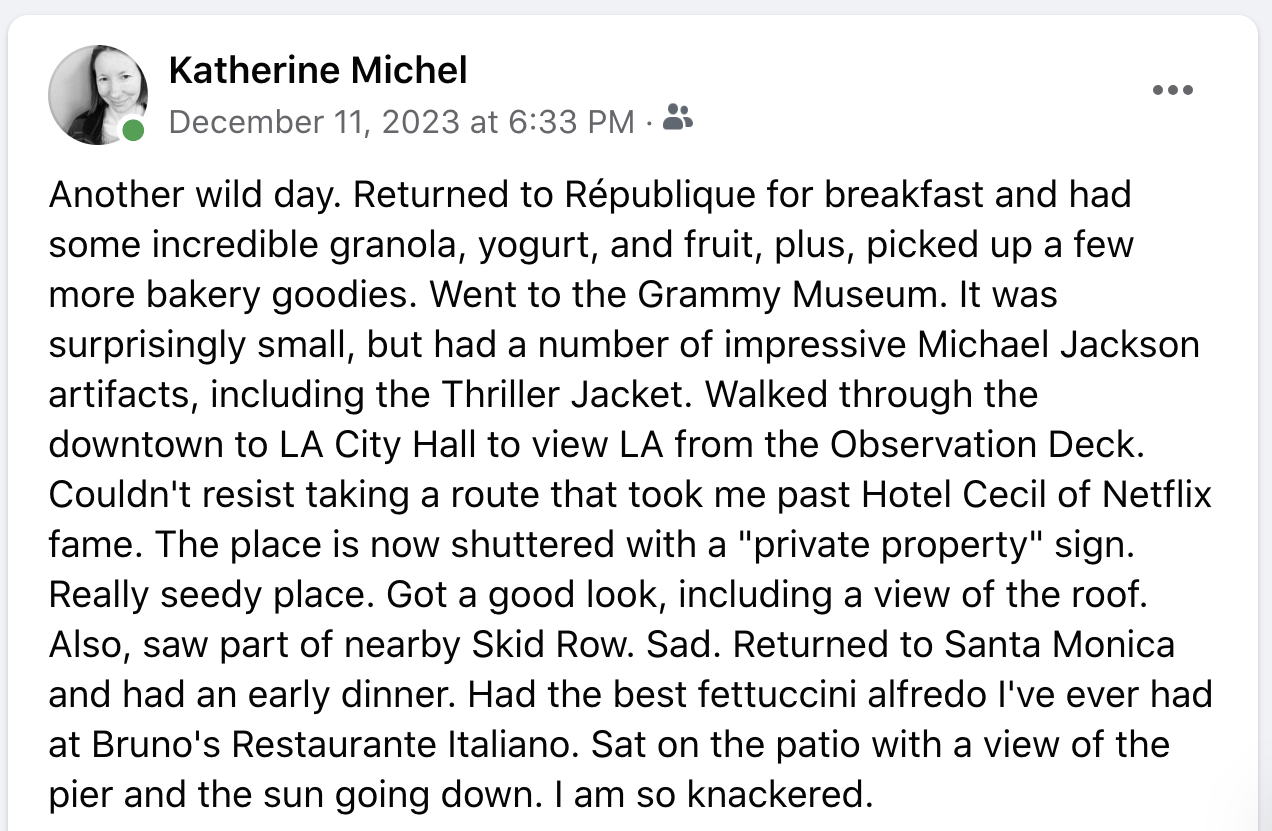 Katherine Michel
December 11, 2023 at 6:33 PM ·
Another wild day. Returned to République for breakfast and had
some incredible granola, yogurt, and fruit, plus, picked up a few
more bakery goodies. Went to the Grammy Museum. It was
surprisingly small, but had a number of impressive Michael Jackson
artifacts, including the Thriller Jacket. Walked through the
downtown to LA City Hall to view LA from the Observation Deck.
Couldn't resist taking a route that took me past Hotel Cecil of Netflix
fame. The place is now shuttered with a "private property" sign.
Really seedy place. Got a good look, including a view of the roof.
Also, saw part of nearby Skid Row. Sad. Returned to Santa Monica
and had an early dinner. Had the best fettuccini alfredo I've ever had
at Bruno's Restaurante Italiano. Sat on the patio with a view of the
pier and the sun going down. I am so knackered.